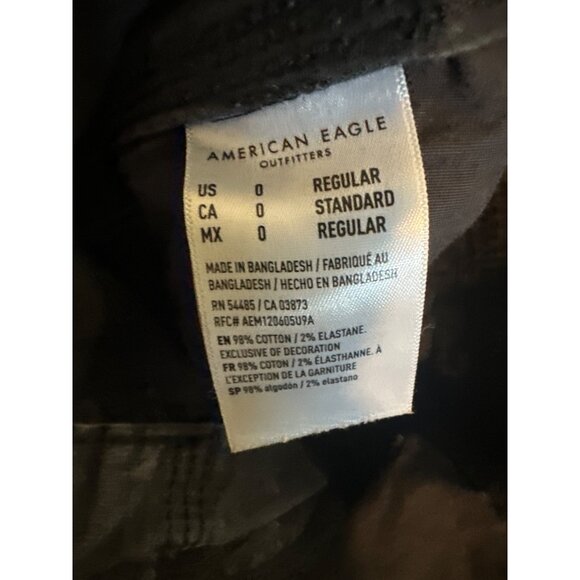 AMERICAN EAGLE
OUTFITTERS
US 0 REGULAR
CA 0 STANDARD
MX 0 REGULAR
MADE IN BANGLADESH / FABRIQUÉ AU
BANGLADESH / HECHO EN BANGLADESH
RN 54485 / CA 03873
RFC# AEM120605U9A
EN 98% COTTON / 2% ELASTANE.
EXCLUSIVE OF DECORATION
FR 98% COTON / 2% ÉLASTHANNE. À
L'EXCEPTION DE LA GARNITURE
SP 98% algodón / 2% elastano